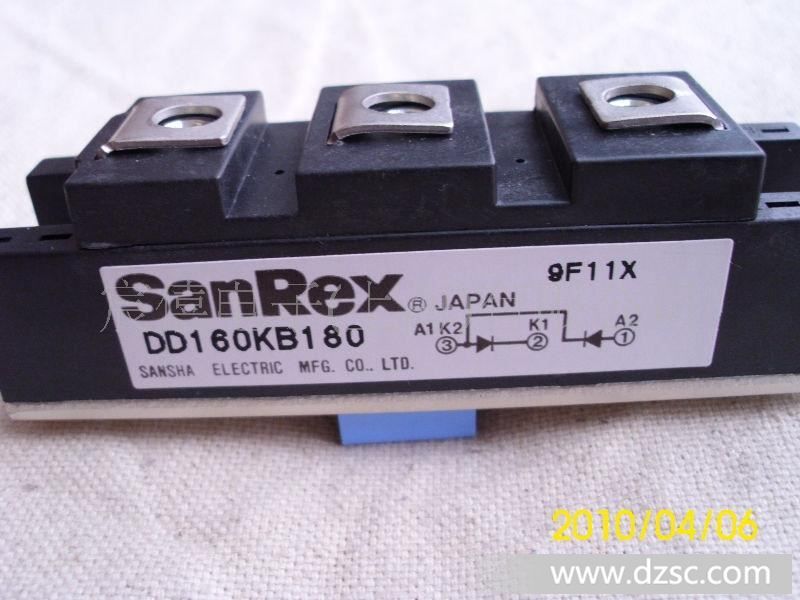 SanRex® JAPAN
9F11X
DD160KB180
A1 K2 K1 A2
③ ② ①
SANSHA ELECTRIC MFG. CO., LTD.
2010/04/06
www.dzsc.com